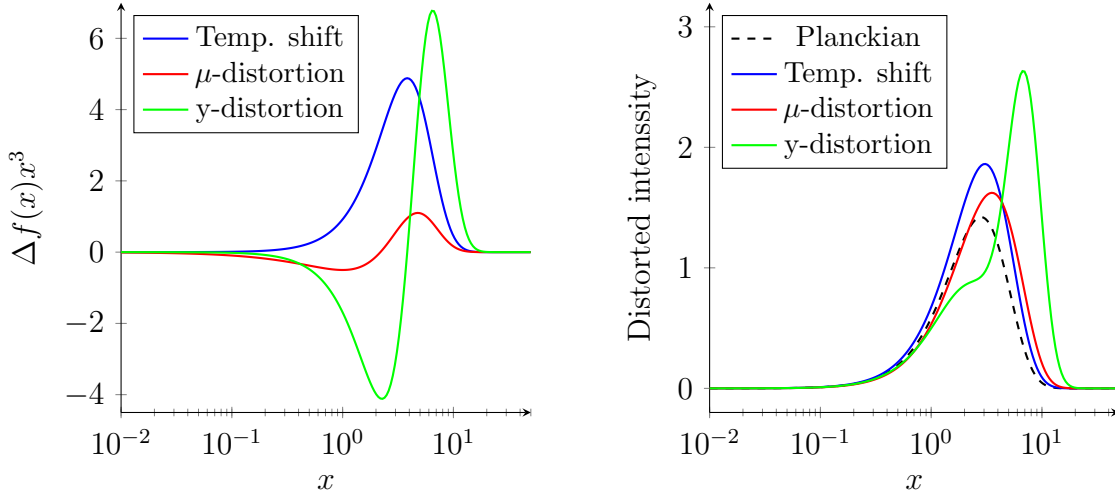 Δf(x)x³
6
4
2
0
−2
−4
10⁻²
10⁻¹
10⁰
10¹
x
Temp. shift
μ-distortion
y-distortion
Distorted intenssity
3
2
1
0
10⁻²
10⁻¹
10⁰
10¹
x
Planckian
Temp. shift
μ-distortion
y-distortion